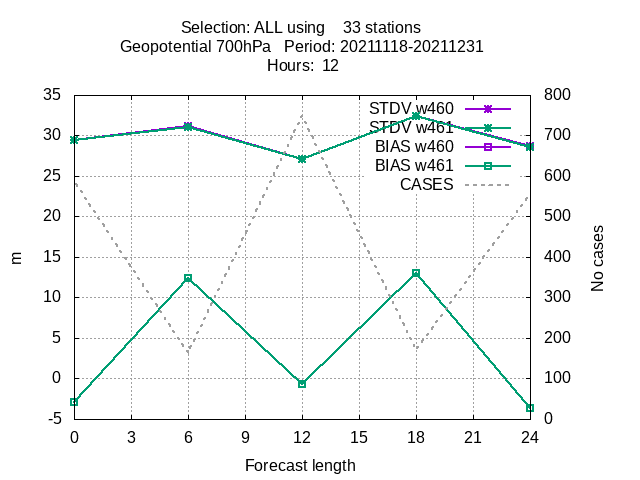 Selection: ALL using    33 stations
Geopotential 700hPa   Period: 20211118-20211231
Hours:  12
STDV w460
STDV w461
BIAS w460
BIAS w461
CASES
35
30
25
20
15
10
5
0
-5
m
800
700
600
500
400
300
200
100
0
No cases
0 3 6 9 12 15 18 21 24
Forecast length